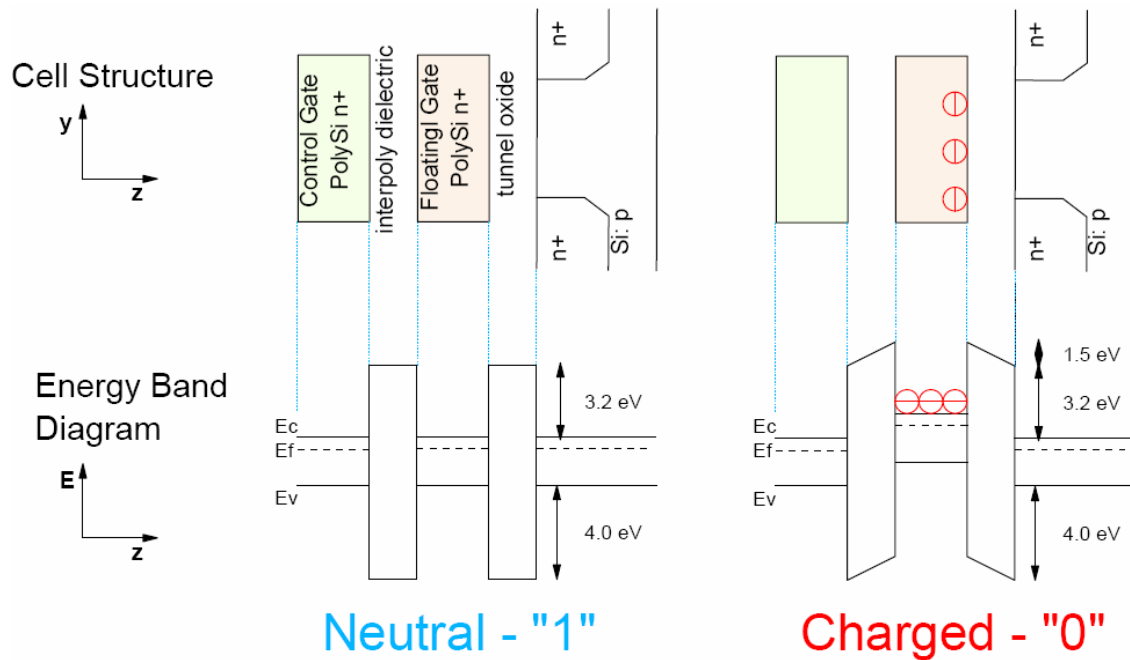 Cell Structure
y
z
Control Gate
PolySi n+
interpoly dielectric
Floatingl Gate
PolySi n+
tunnel oxide
n+
n+
Si: p
n+
n+
Si: p
Energy Band
Diagram
E
z
Ec
Ef
Ev
3.2 eV
4.0 eV
Ec
Ef
Ev
1.5 eV
3.2 eV
4.0 eV
Neutral - "1"
Charged - "0"